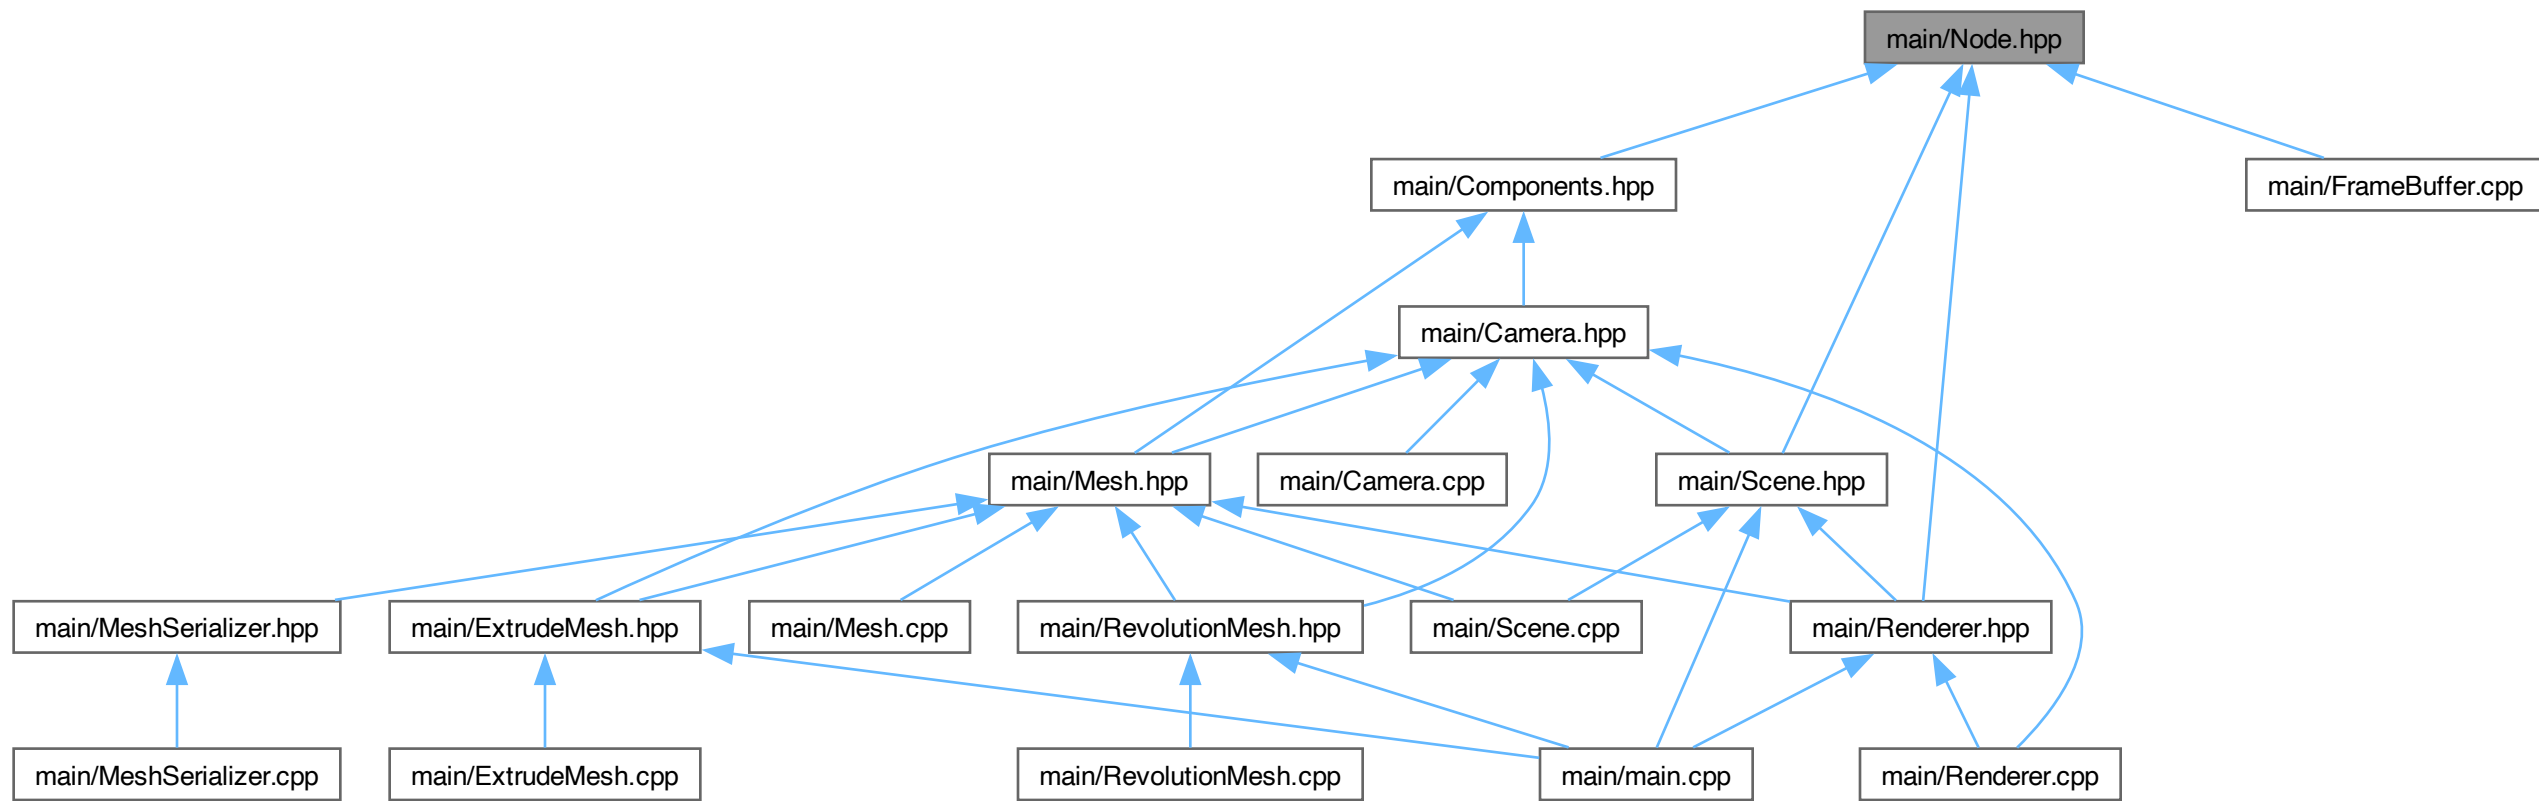 main/Node.hpp
main/Components.hpp
main/FrameBuffer.cpp
main/Camera.hpp
main/Mesh.hpp
main/Camera.cpp
main/Scene.hpp
main/MeshSerializer.hpp
main/ExtrudeMesh.hpp
main/Mesh.cpp
main/RevolutionMesh.hpp
main/Scene.cpp
main/Renderer.hpp
main/MeshSerializer.cpp
main/ExtrudeMesh.cpp
main/RevolutionMesh.cpp
main/main.cpp
main/Renderer.cpp